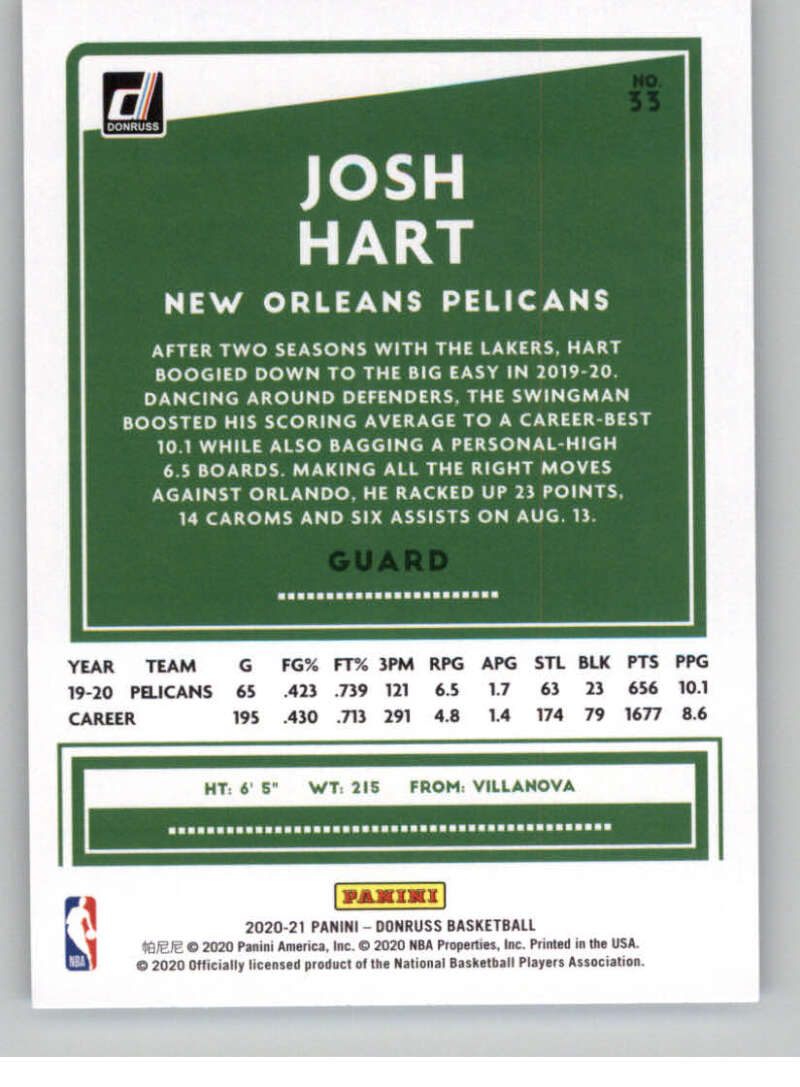 DONRUSS
NO.
33
JOSH
HART
NEW ORLEANS PELICANS
AFTER TWO SEASONS WITH THE LAKERS, HART
BOOGIED DOWN TO THE BIG EASY IN 2019-20.
DANCING AROUND DEFENDERS, THE SWINGMAN
BOOSTED HIS SCORING AVERAGE TO A CAREER-BEST
10.1 WHILE ALSO BAGGING A PERSONAL-HIGH
6.5 BOARDS. MAKING ALL THE RIGHT MOVES
AGAINST ORLANDO, HE RACKED UP 23 POINTS,
14 CAROMS AND SIX ASSISTS ON AUG. 13.
GUARD
YEAR TEAM G FG% FT% 3PM RPG APG STL BLK PTS PPG
19-20 PELICANS 65 .423 .739 121 6.5 1.7 63 23 656 10.1
CAREER 195 .430 .713 291 4.8 1.4 174 79 1677 8.6
HT: 6' 5" WT: 215 FROM: VILLANOVA
PANINI
2020-21 PANINI – DONRUSS BASKETBALL
帕尼尼 © 2020 Panini America, Inc. © 2020 NBA Properties, Inc. Printed in the USA.
© 2020 Officially licensed product of the National Basketball Players Association.
NBA